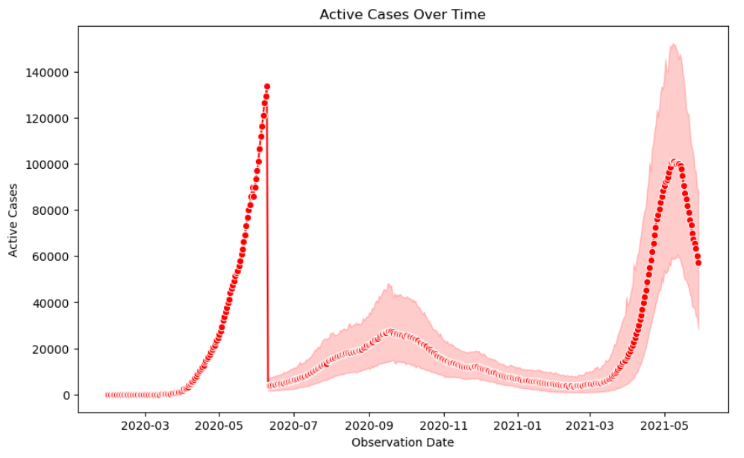 Active Cases Over Time
Active Cases
140000
120000
100000
80000
60000
40000
20000
0
2020-03 2020-05 2020-07 2020-09 2020-11 2021-01 2021-03 2021-05
Observation Date